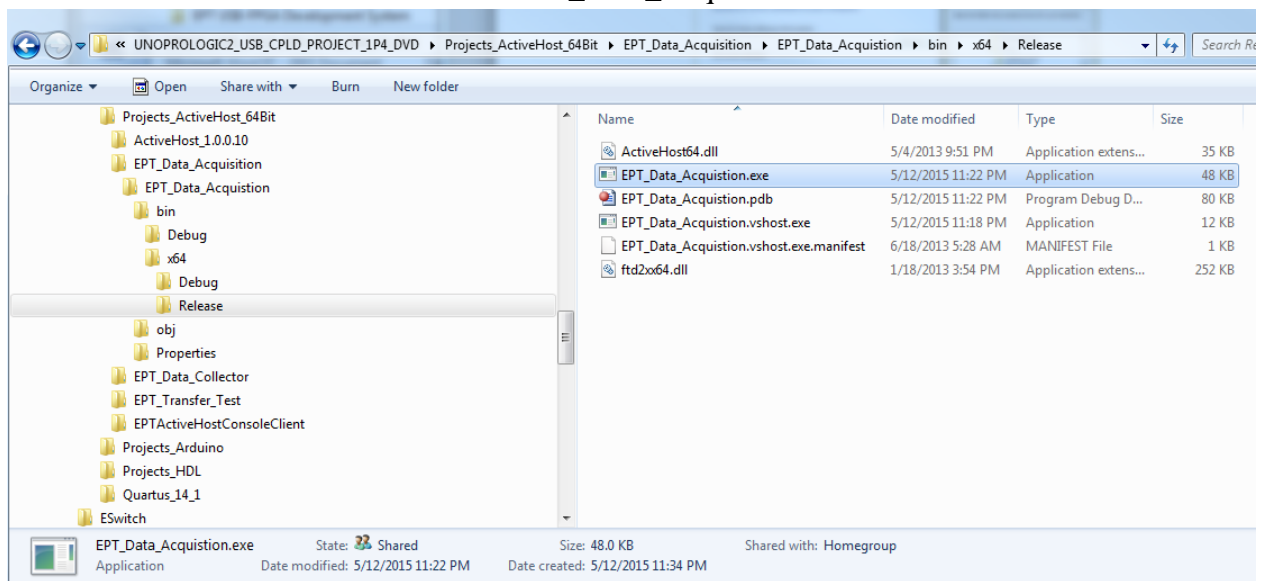 « UNOPROLOGIC2_USB_CPLD_PROJECT_1P4_DVD ▸ Projects_ActiveHost_64Bit ▸ EPT_Data_Acquisition ▸ EPT_Data_Acquistion ▸ bin ▸ x64 ▸ Release Search Re
Organize Open Share with Burn New folder
Projects_ActiveHost_64Bit
ActiveHost_1.0.0.10
EPT_Data_Acquisition
EPT_Data_Acquistion
bin
Debug
x64
Debug
Release
obj
Properties
EPT_Data_Collector
EPT_Transfer_Test
EPTActiveHostConsoleClient
Projects_Arduino
Projects_HDL
Quartus_14_1
ESwitch
Name Date modified Type Size
ActiveHost64.dll 5/4/2013 9:51 PM Application extens... 35 KB
EPT_Data_Acquistion.exe 5/12/2015 11:22 PM Application 48 KB
EPT_Data_Acquistion.pdb 5/12/2015 11:22 PM Program Debug D... 80 KB
EPT_Data_Acquistion.vshost.exe 5/12/2015 11:18 PM Application 12 KB
EPT_Data_Acquistion.vshost.exe.manifest 6/18/2013 5:28 AM MANIFEST File 1 KB
ftd2xx64.dll 1/18/2013 3:54 PM Application extens... 252 KB
EPT_Data_Acquistion.exe State: Shared Size: 48.0 KB Shared with: Homegroup
Application Date modified: 5/12/2015 11:22 PM Date created: 5/12/2015 11:34 PM